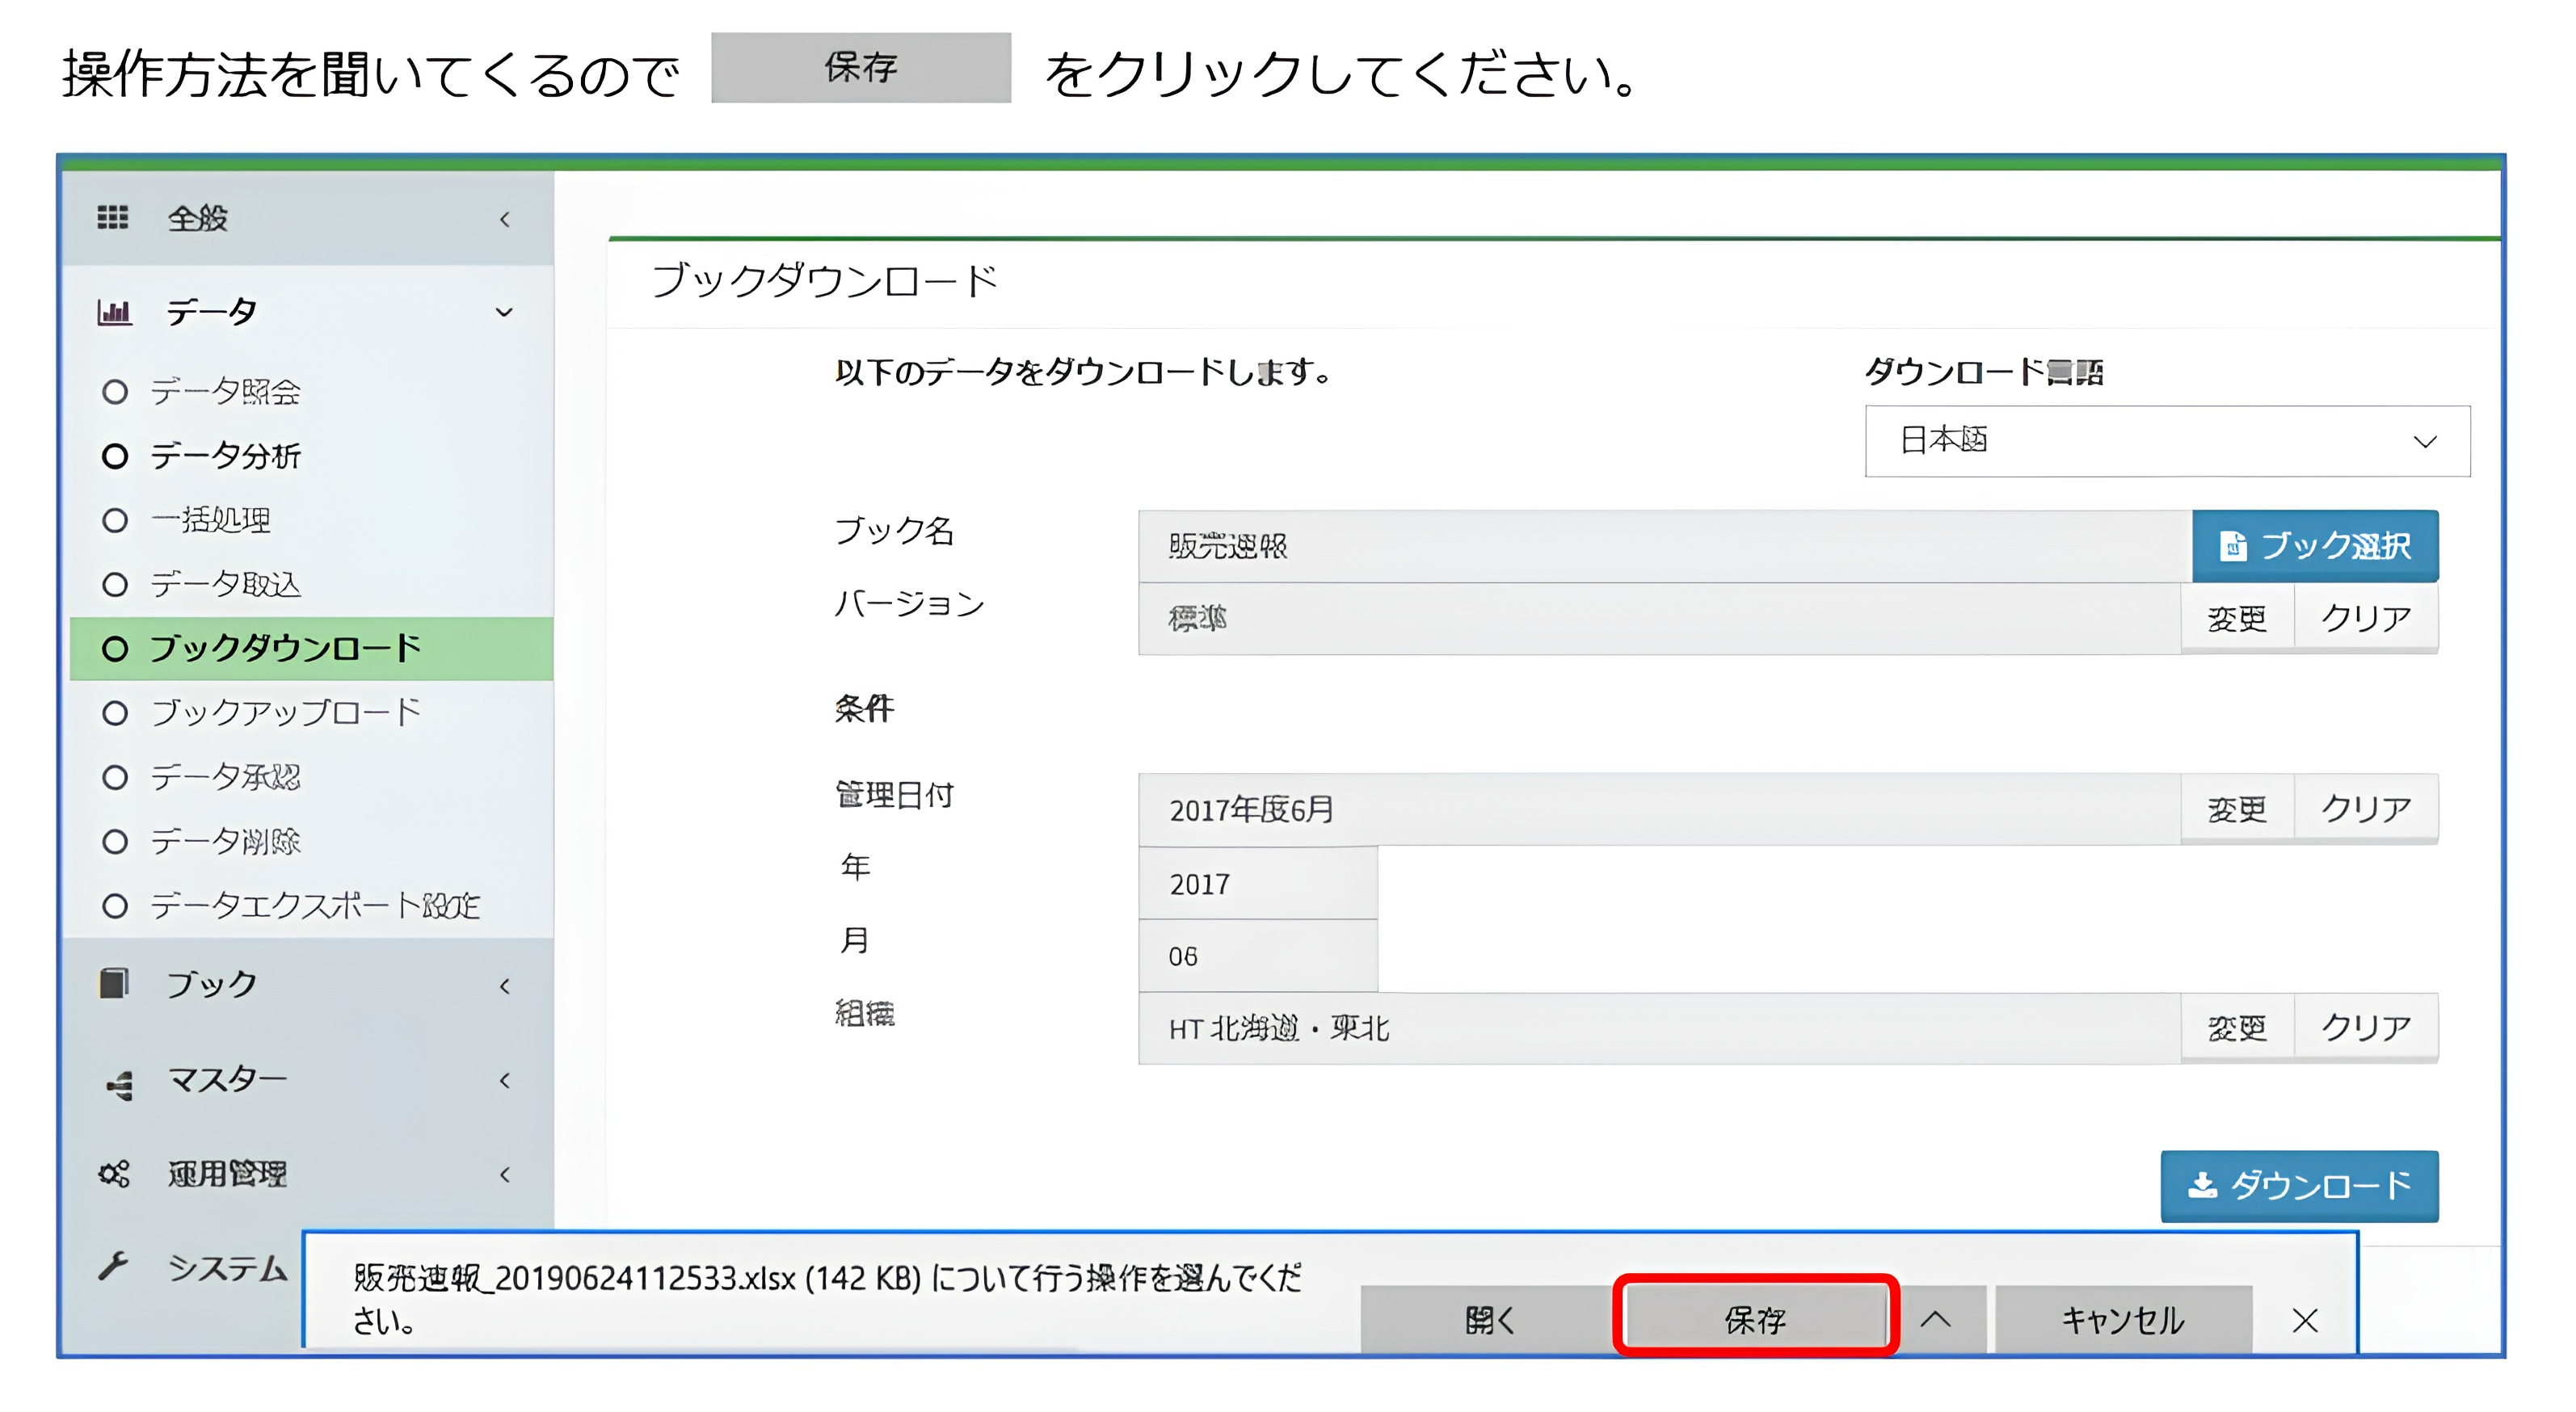 操作方法を聞いてくるので 保存 をクリックしてください。
全般
データ
データ照会
データ分析
一括処理
データ取込
ブックダウンロード
ブックアップロード
データ承認
データ削除
データエクスポート設定
ブック
マスター
運用管理
システム
ブックダウンロード
以下のデータをダウンロードします。
ダウンロード言語
日本語
ブック名 販売速報 ブック選択
バージョン 標準 変更 クリア
条件
管理日付 2017年度6月 変更 クリア
年 2017
月 06
組織 HT 北海道・東北 変更 クリア
ダウンロード
販売速報_20190624112533.xlsx (142 KB) について行う操作を選んでくだ
さい。
開く 保存 キャンセル